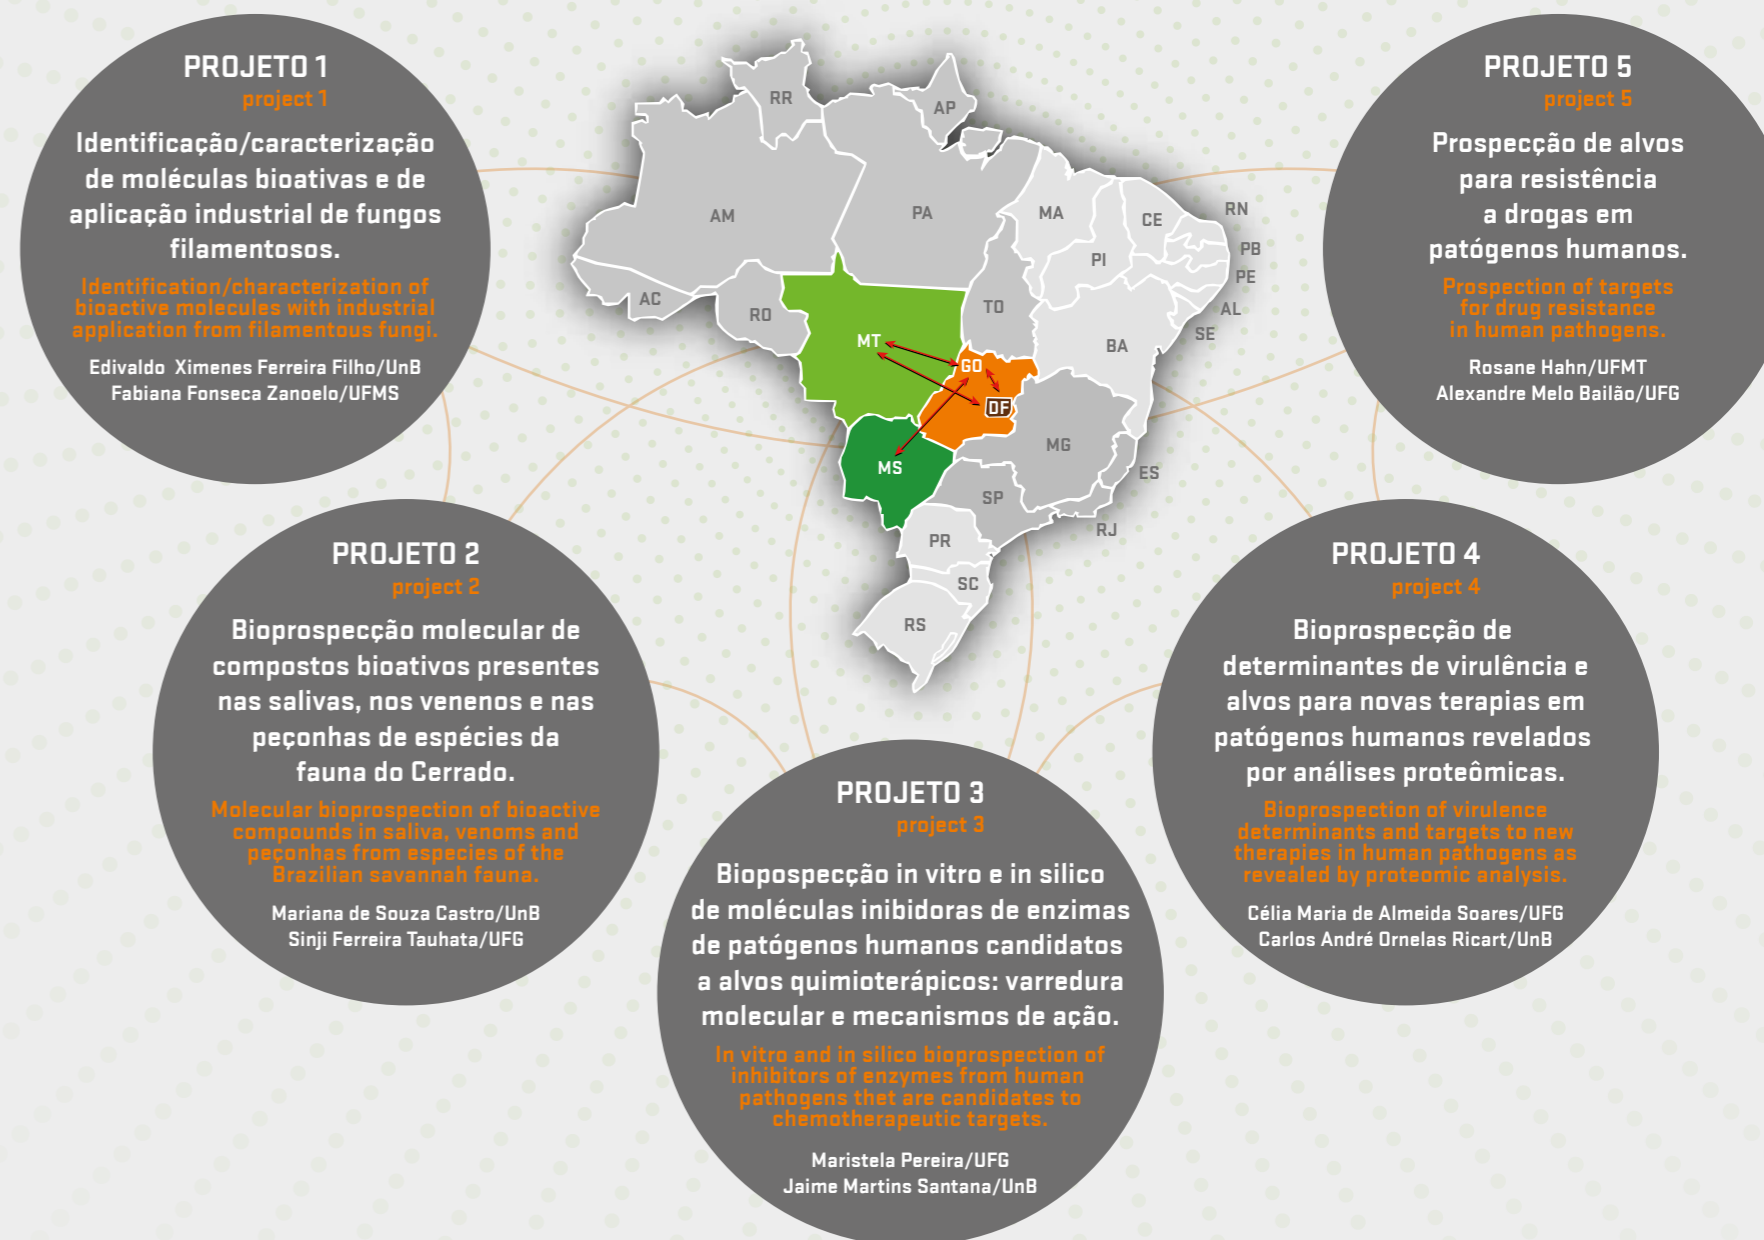 PROJETO 1
project 1
Identificação/caracterização
de moléculas bioativas e de
aplicação industrial de fungos
filamentosos.
Identification/characterization of
bioactive molecules with industrial
application from filamentous fungi.
Edivaldo Ximenes Ferreira Filho/UnB
Fabiana Fonseca Zanoelo/UFMS
PROJETO 2
project 2
Bioprospecção molecular de
compostos bioativos presentes
nas salivas, nos venenos e nas
peçonhas de espécies da
fauna do Cerrado.
Molecular bioprospection of bioactive
compounds in saliva, venoms and
peçonhas from especies of the
Brazilian savannah fauna.
Mariana de Souza Castro/UnB
Sinji Ferreira Tauhata/UFG
PROJETO 3
project 3
Biopospecção in vitro e in silico
de moléculas inibidoras de enzimas
de patógenos humanos candidatos
a alvos quimioterápicos: varredura
molecular e mecanismos de ação.
In vitro and in silico bioprospection of
inhibitors of enzymes from human
pathogens thet are candidates to
chemotherapeutic targets.
Maristela Pereira/UFG
Jaime Martins Santana/UnB
PROJETO 4
project 4
Bioprospecção de
determinantes de virulência e
alvos para novas terapias em
patógenos humanos revelados
por análises proteômicas.
Bioprospection of virulence
determinants and targets to new
therapies in human pathogens as
revealed by proteomic analysis.
Célia Maria de Almeida Soares/UFG
Carlos André Ornelas Ricart/UnB
PROJETO 5
project 5
Prospecção de alvos
para resistência
a drogas em
patógenos humanos.
Prospection of targets
for drug resistance
in human pathogens.
Rosane Hahn/UFMT
Alexandre Melo Bailão/UFG
RR
AP
AM
PA
MA
CE
RN
PB
PI
PE
AC
RO
TO
AL
SE
BA
MT
GO
DF
MG
MS
ES
SP
RJ
PR
SC
RS